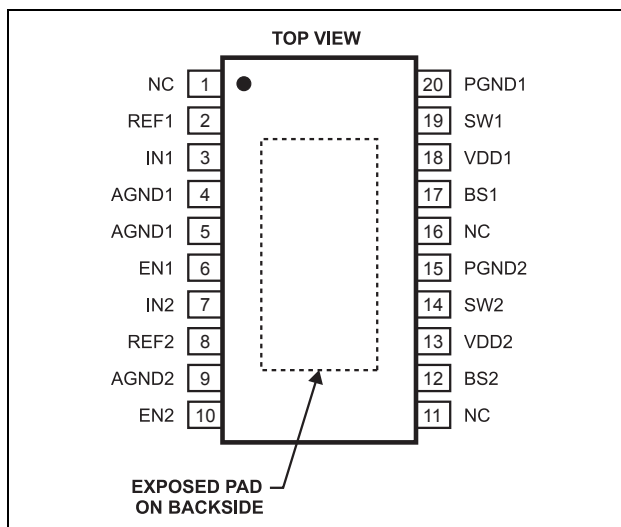 TOP VIEW
NC 1
REF1 2
IN1 3
AGND1 4
AGND1 5
EN1 6
IN2 7
REF2 8
AGND2 9
EN2 10
20 PGND1
19 SW1
18 VDD1
17 BS1
16 NC
15 PGND2
14 SW2
13 VDD2
12 BS2
11 NC
EXPOSED PAD
ON BACKSIDE